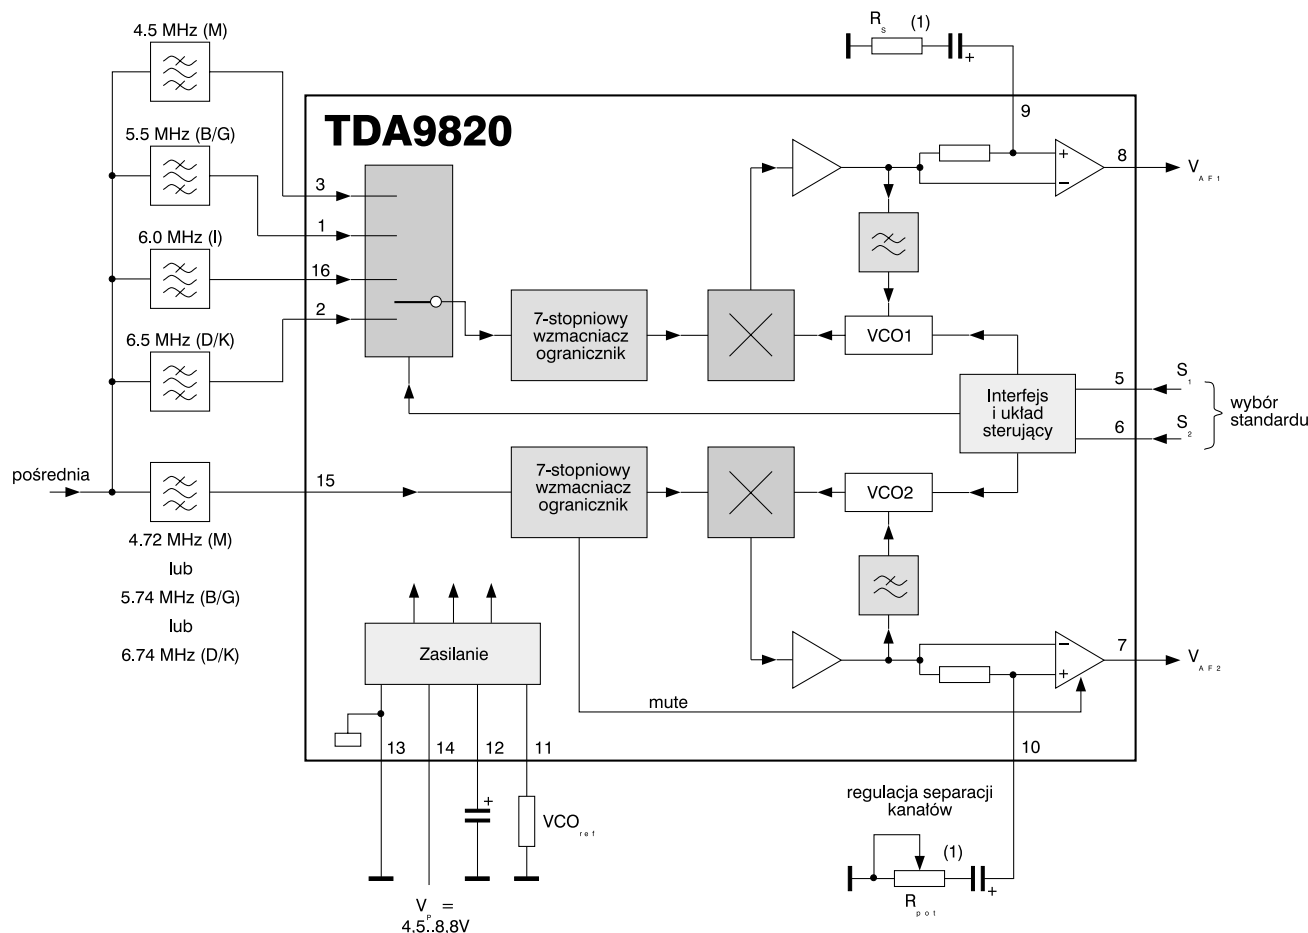 4.5 MHz (M)
5.5 MHz (B/G)
6.0 MHz (I)
6.5 MHz (D/K)
pośrednia
4.72 MHz (M)
lub
5.74 MHz (B/G)
lub
6.74 MHz (D/K)
TDA9820
3
1
16
2
15
7-stopniowy
wzmacniacz
ogranicznik
7-stopniowy
wzmacniacz
ogranicznik
VCO1
VCO2
Interfejs
i układ
sterujący
R s (1)
+
9
+
−
8
V AF1
5
S 1
6
S 2
wybór
standardu
−
+
7
V AF2
mute
10
Zasilanie
13
14
12
11
+
VCO ref
V P =
4.5..8.8V
regulacja separacji
kanałów
(1)
+
R pot